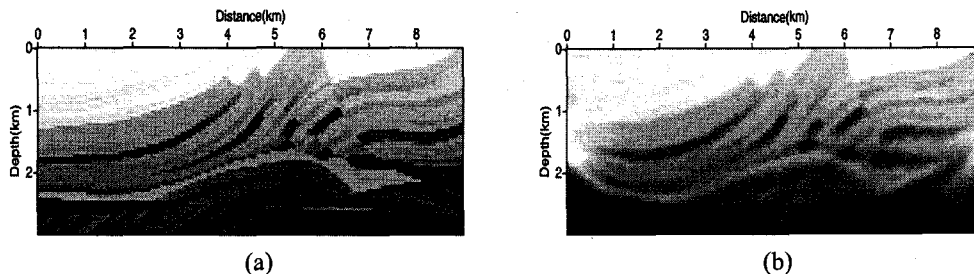 Distance(km)
0 1 2 3 4 5 6 7 8
Depth(km)
0
1
2
(a)
Distance(km)
0 1 2 3 4 5 6 7 8
Depth(km)
0
1
2
(b)